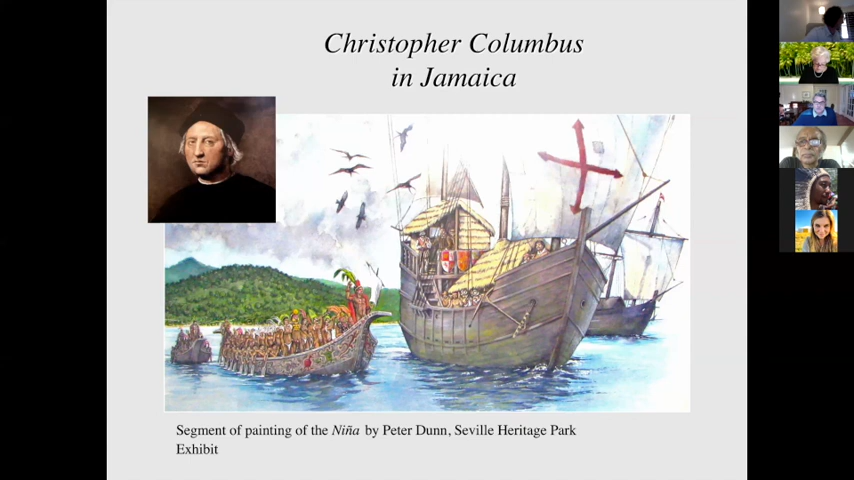 Christopher Columbus
in Jamaica
Segment of painting of the Niña by Peter Dunn, Seville Heritage Park
Exhibit